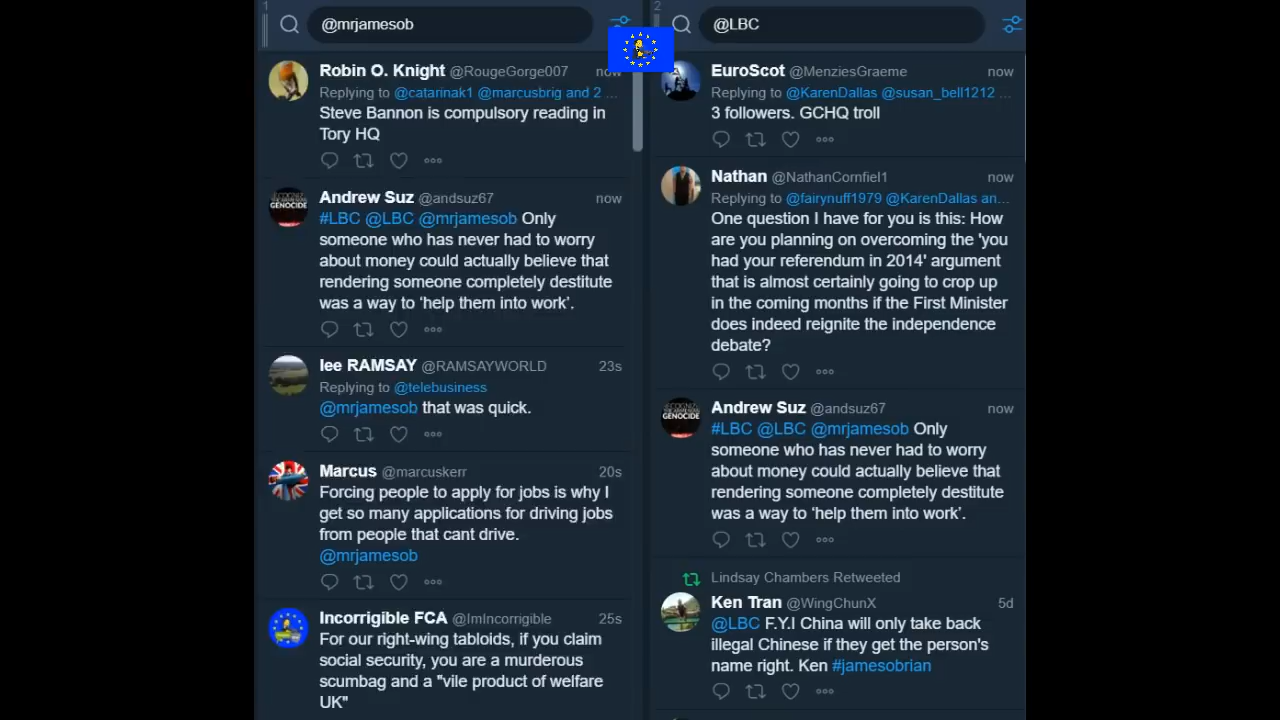 1
@mrjamesob
Robin O. Knight @RougeGorge007 now
Replying to @catarinak1 @marcusbrig and 2 ...
Steve Bannon is compulsory reading in
Tory HQ
Andrew Suz @andsuz67 now
#LBC @LBC @mrjamesob Only
someone who has never had to worry
about money could actually believe that
rendering someone completely destitute
was a way to ‘help them into work’.
lee RAMSAY @RAMSAYWORLD 23s
Replying to @telebusiness
@mrjamesob that was quick.
Marcus @marcuskerr 20s
Forcing people to apply for jobs is why I
get so many applications for driving jobs
from people that cant drive.
@mrjamesob
Incorrigible FCA @ImIncorrigible 25s
For our right-wing tabloids, if you claim
social security, you are a murderous
scumbag and a "vile product of welfare
UK"
2
@LBC
EuroScot @MenziesGraeme now
Replying to @KarenDallas @susan_bell1212 ...
3 followers. GCHQ troll
Nathan @NathanCornfiel1 now
Replying to @fairynuff1979 @KarenDallas an...
One question I have for you is this: How
are you planning on overcoming the 'you
had your referendum in 2014' argument
that is almost certainly going to crop up
in the coming months if the First Minister
does indeed reignite the independence
debate?
Andrew Suz @andsuz67 now
#LBC @LBC @mrjamesob Only
someone who has never had to worry
about money could actually believe that
rendering someone completely destitute
was a way to ‘help them into work’.
Lindsay Chambers Retweeted
Ken Tran @WingChunX 5d
@LBC F.Y.I China will only take back
illegal Chinese if they get the person's
name right. Ken #jamesobrian